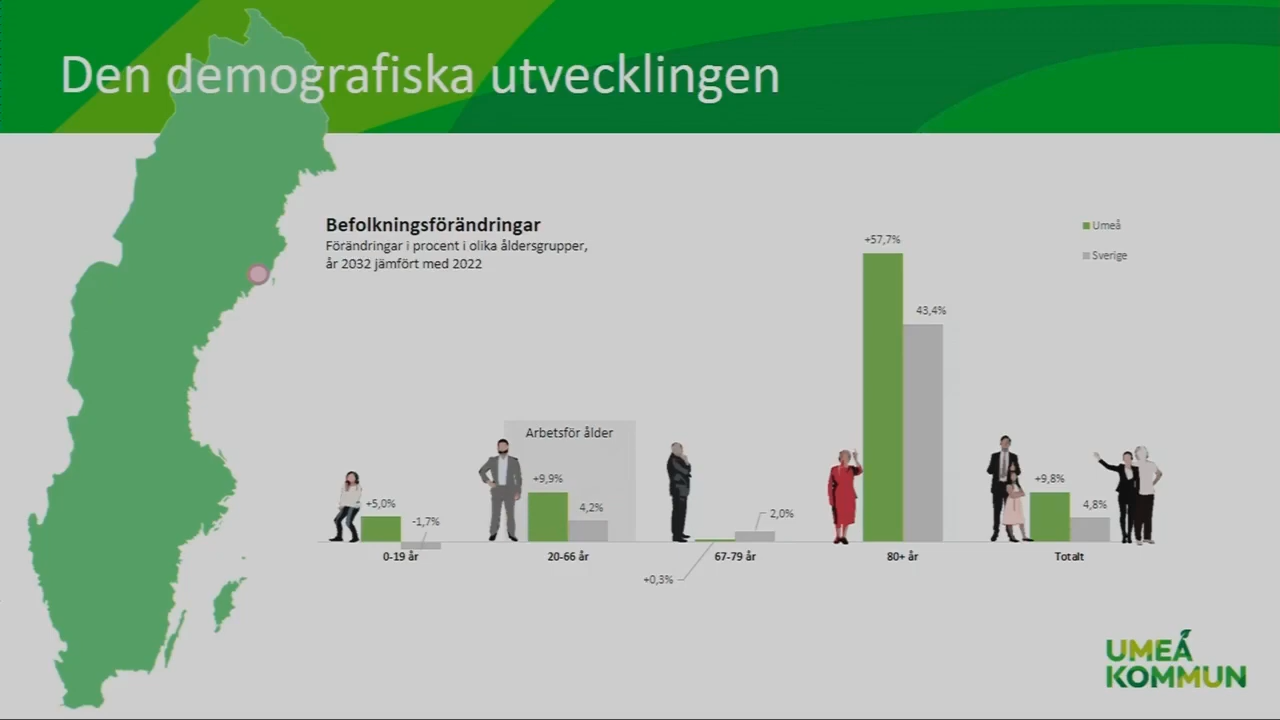 Den demografiska utvecklingen
Befolkningsförändringar
Förändringar i procent i olika åldersgrupper,
år 2032 jämfört med 2022
Umeå
Sverige
+57,7%
43,4%
Arbetsför ålder
+5,0%
-1,7%
+9,9%
4,2%
2,0%
+0,3%
+9,8%
4,8%
0-19 år
20-66 år
67-79 år
80+ år
Totalt
UMEÅ
KOMMUN